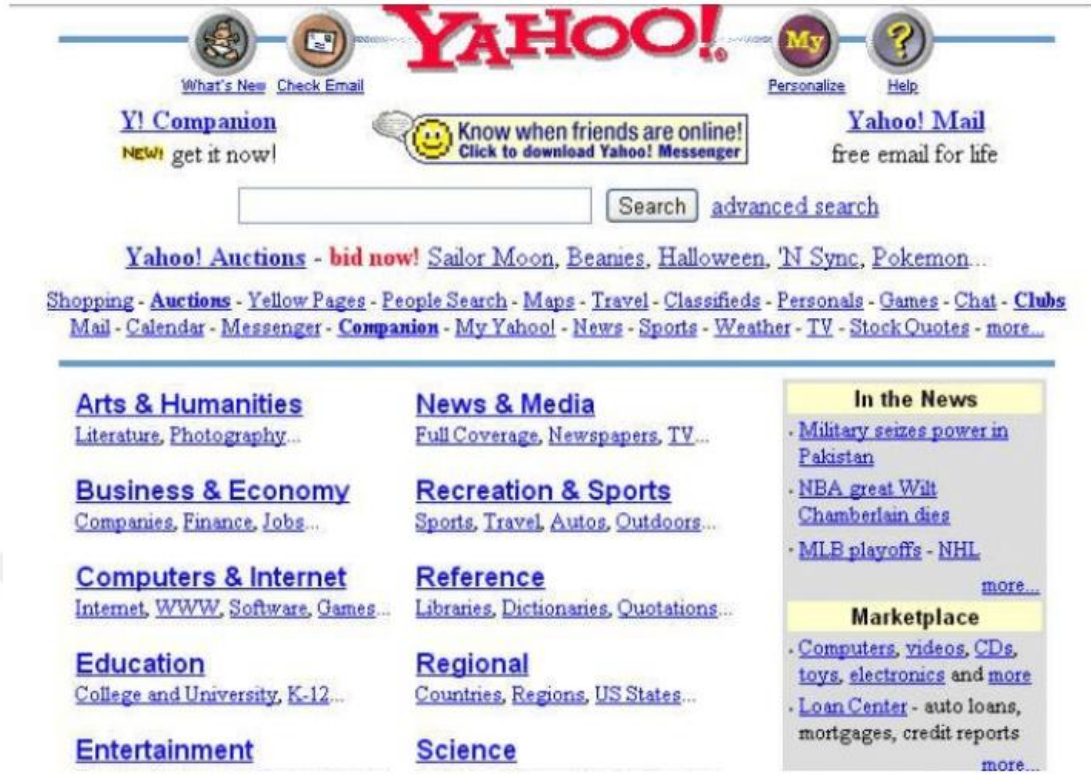 YAHOO!
My
?
What's New Check Email Personalize Help
Y! Companion
NEW! get it now!
Know when friends are online!
Click to download Yahoo! Messenger
Yahoo! Mail
free email for life
Search advanced search
Yahoo! Auctions - bid now! Sailor Moon, Beanies, Halloween, 'N Sync, Pokemon...
Shopping - Auctions - Yellow Pages - People Search - Maps - Travel - Classifieds - Personals - Games - Chat - Clubs
Mail - Calendar - Messenger - Companion - My Yahoo! - News - Sports - Weather - TV - Stock Quotes - more...
Arts & Humanities
Literature, Photography...
Business & Economy
Companies, Finance, Jobs...
Computers & Internet
Internet, WWW, Software, Games...
Education
College and University, K-12...
Entertainment
News & Media
Full Coverage, Newspapers, TV...
Recreation & Sports
Sports, Travel, Autos, Outdoors...
Reference
Libraries, Dictionaries, Quotations...
Regional
Countries, Regions, US States...
Science
In the News
· Military seizes power in
Pakistan
· NBA great Wilt
Chamberlain dies
· MLB playoffs - NHL
more...
Marketplace
· Computers, videos, CDs,
toys, electronics and more
· Loan Center - auto loans,
mortgages, credit reports
more...